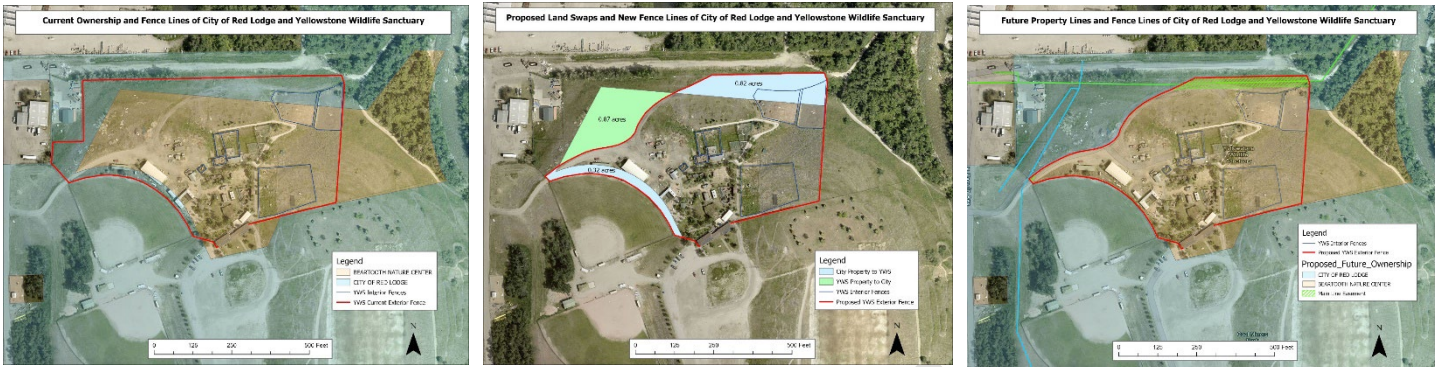 Current Ownership and Fence Lines of City of Red Lodge and Yellowstone Wildlife Sanctuary
Legend
BEARTOOTH NATURE CENTER
CITY OF RED LODGE
YWS Interior Fences
YWS Current Exterior Fence
N
0 125 250 500 Feet
Proposed Land Swaps and New Fence Lines of City of Red Lodge and Yellowstone Wildlife Sanctuary
0.82 acres
0.87 acres
0.32 acres
Legend
City Property to YWS
YWS Property to City
YWS Interior Fences
Proposed YWS Exterior Fence
N
0 125 250 500 Feet
Future Property Lines and Fence Lines of City of Red Lodge and Yellowstone Wildlife Sanctuary
Yellowstone
Wildlife
Sanctuary
Legend
YWS Interior Fences
Proposed YWS Exterior Fence
Proposed_Future_Ownership
CITY OF RED LODGE
BEARTOOTH NATURE CENTER
Main Line Easement
N
0 125 250 500 Feet